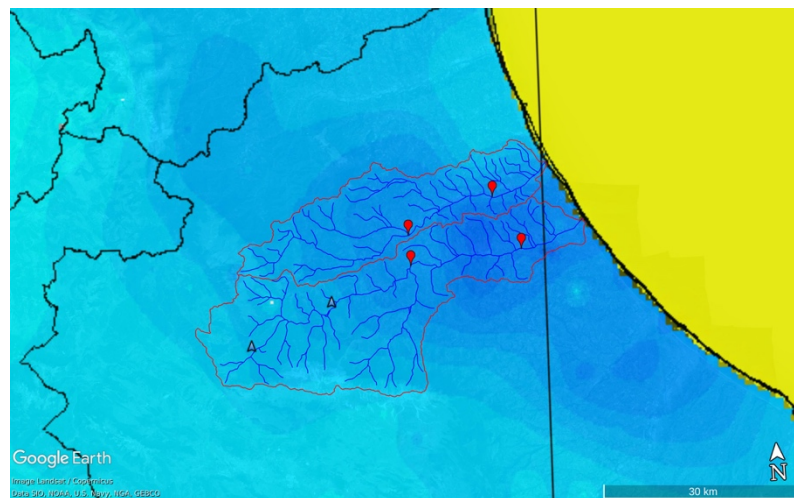 Google Earth
Image Landsat / Copernicus
Data SIO, NOAA, U.S. Navy, NGA, GEBCO
N
30 km